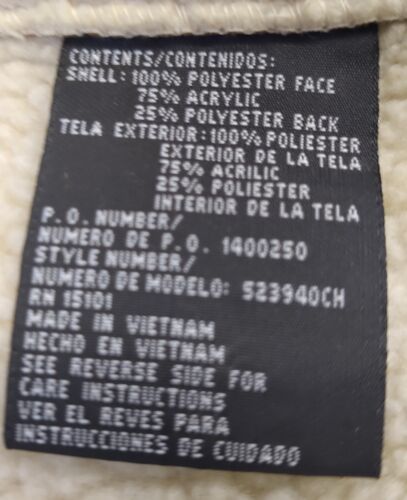 CONTENTS/CONTENIDOS:
SHELL: 100% POLYESTER FACE
75% ACRYLIC
25% POLYESTER BACK
TELA EXTERIOR: 100% POLIESTER
EXTERIOR DE LA TELA
75% ACRILIC
25% POLIESTER
INTERIOR DE LA TELA
P.O. NUMBER/
NUMERO DE P.O. 1400250
STYLE NUMBER/
NUMERO DE MODELO: 523940CH
RN 15101
MADE IN VIETNAM
HECHO EN VIETNAM
SEE REVERSE SIDE FOR
CARE INSTRUCTIONS
VER EL REVES PARA
INSTRUCCIONES DE CUIDADO